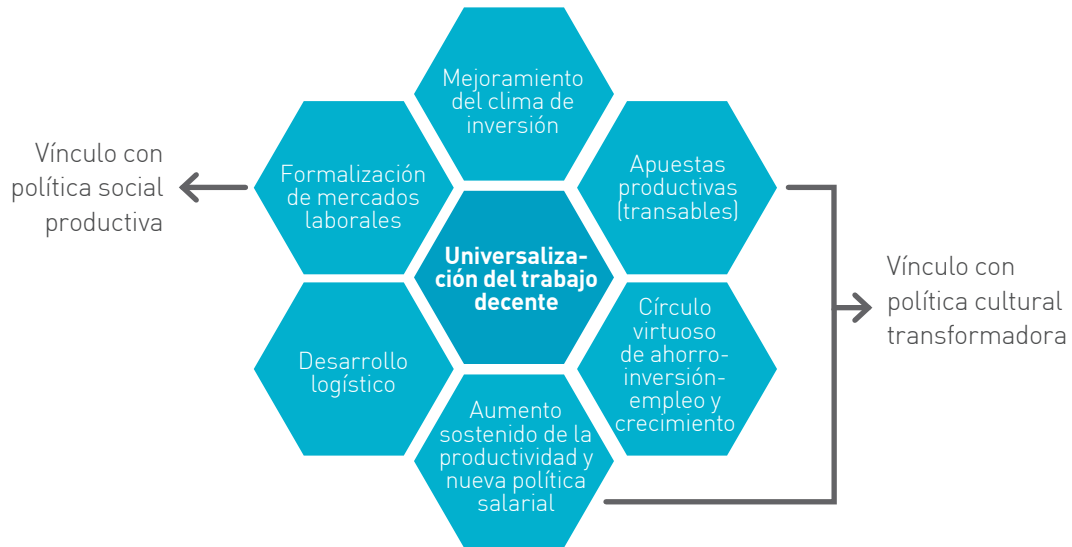 Mejoramiento
del clima de
inversión
Vínculo con
política social
productiva
Formalización
de mercados
laborales
Apuestas
productivas
(transables)
Universaliza-
ción del trabajo
decente
Vínculo con
política cultural
transformadora
Desarrollo
logístico
Círculo
virtuoso
de ahorro-
inversión-
empleo y
crecimiento
Aumento
sostenido de la
productividad y
nueva política
salarial